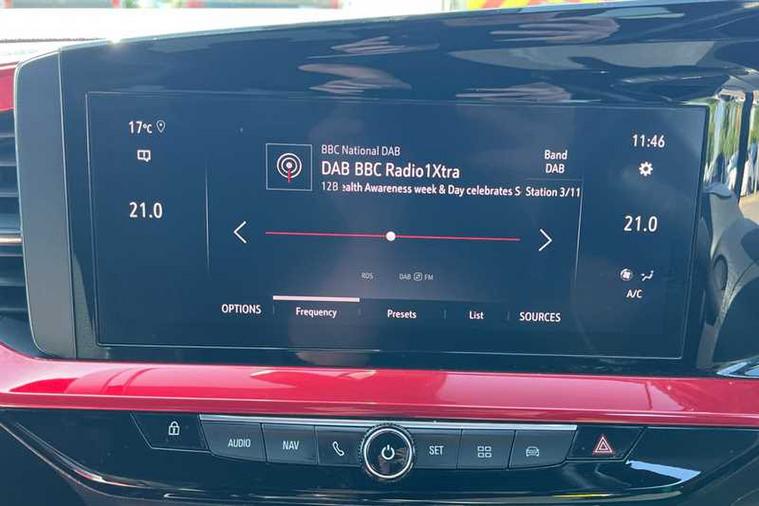 17°C
21.0
BBC National DAB
DAB BBC Radio1Xtra
12B ealth Awareness week & Day celebrates S
Band
DAB
Station 3/11
11:46
21.0
A/C
RDS DAB FM
OPTIONS Frequency Presets List SOURCES
AUDIO NAV SET